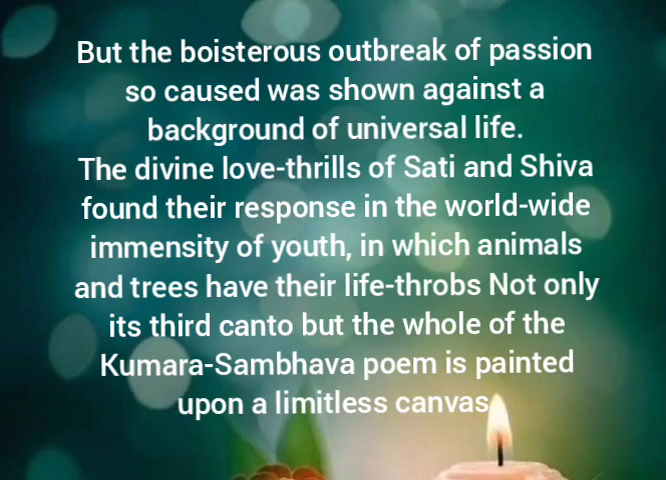 But the boisterous outbreak of passion
so caused was shown against a
background of universal life.
The divine love-thrills of Sati and Shiva
found their response in the world-wide
immensity of youth, in which animals
and trees have their life-throbs Not only
its third canto but the whole of the
Kumara-Sambhava poem is painted
upon a limitless canvas